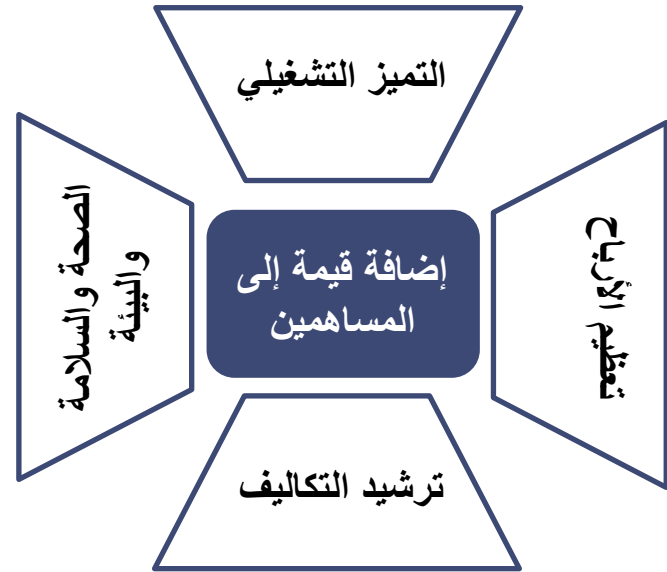 التميز التشغيلي
تعظيم الأرباح
إضافة قيمة إلى
المساهمين
الصحة والسلامة
والبيئة
ترشيد التكاليف